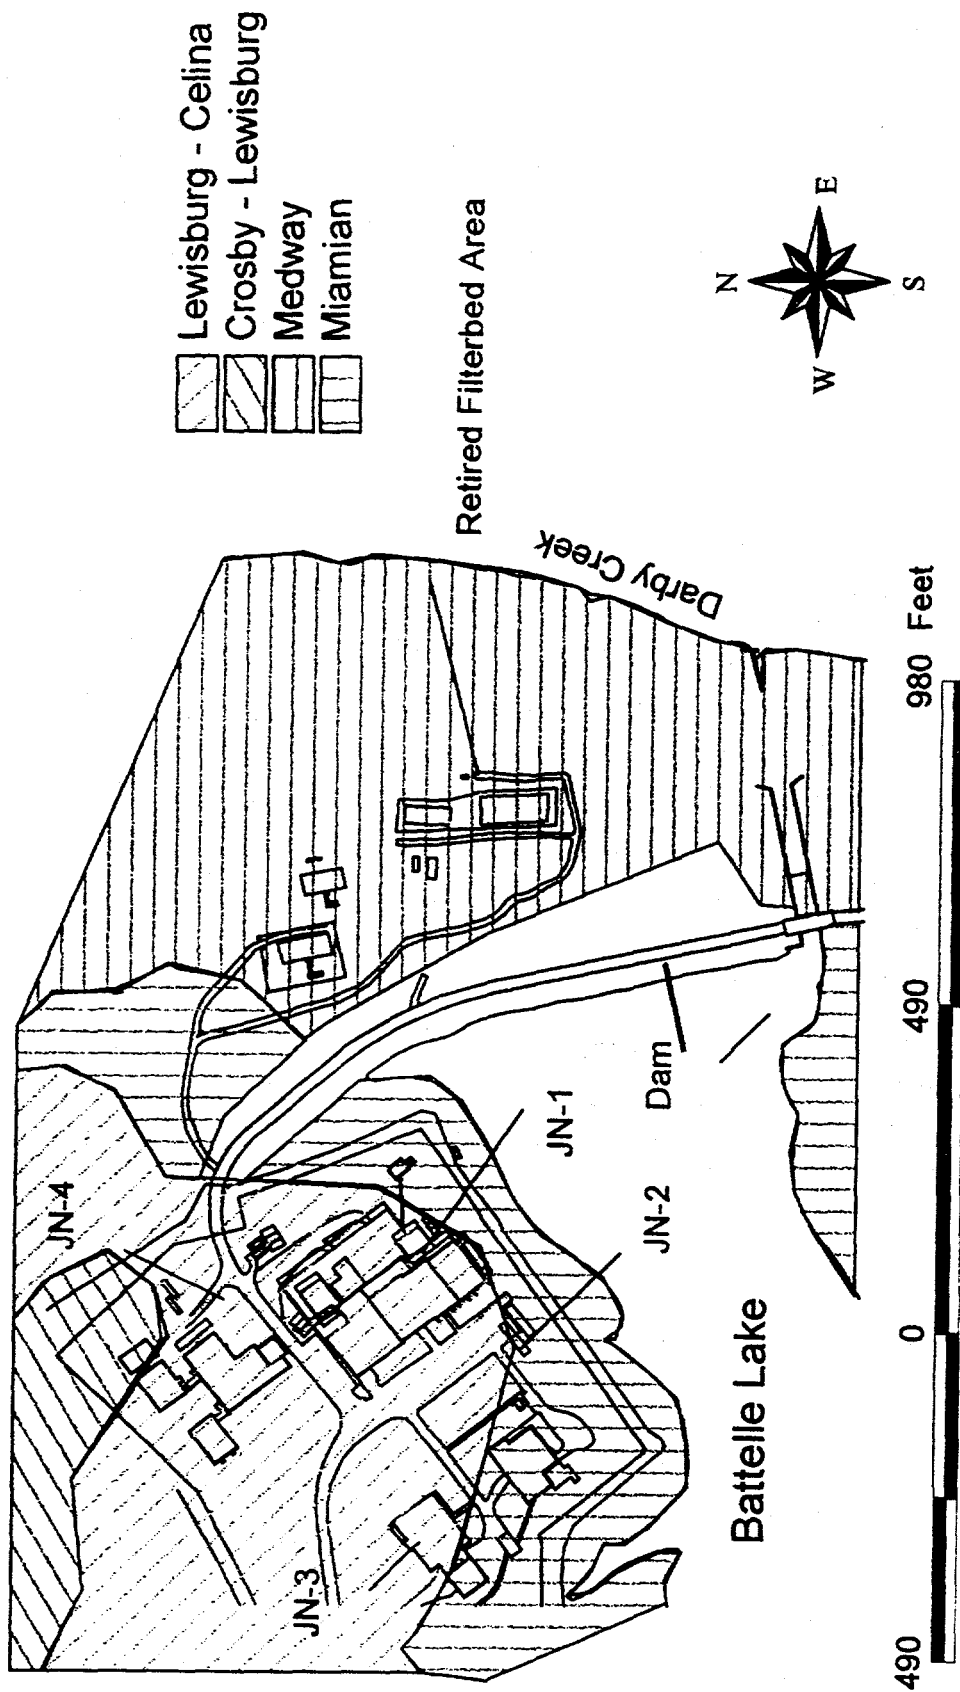 Lewisburg - Celina
Crosby - Lewisburg
Medway
Miamian
Retired Filterbed Area
Darby Creek
N
E
S
W
JN-4
JN-1
JN-2
JN-3
Dam
Battelle Lake
490
0
490
980 Feet